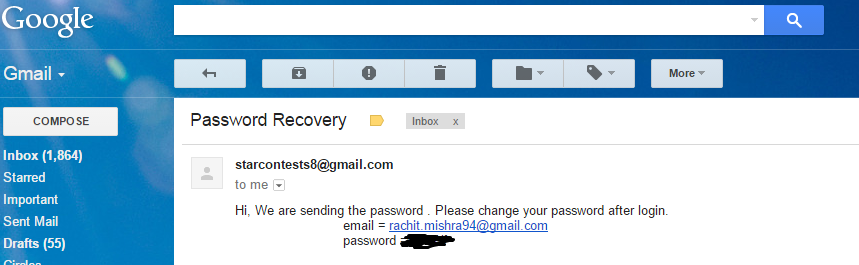 Google
Gmail
More
COMPOSE
Password Recovery
Inbox x
Inbox (1,864)
Starred
Important
Sent Mail
Drafts (55)
Circles
starcontests8@gmail.com
to me
Hi, We are sending the password . Please change your password after login.
email = rachit.mishra94@gmail.com
password